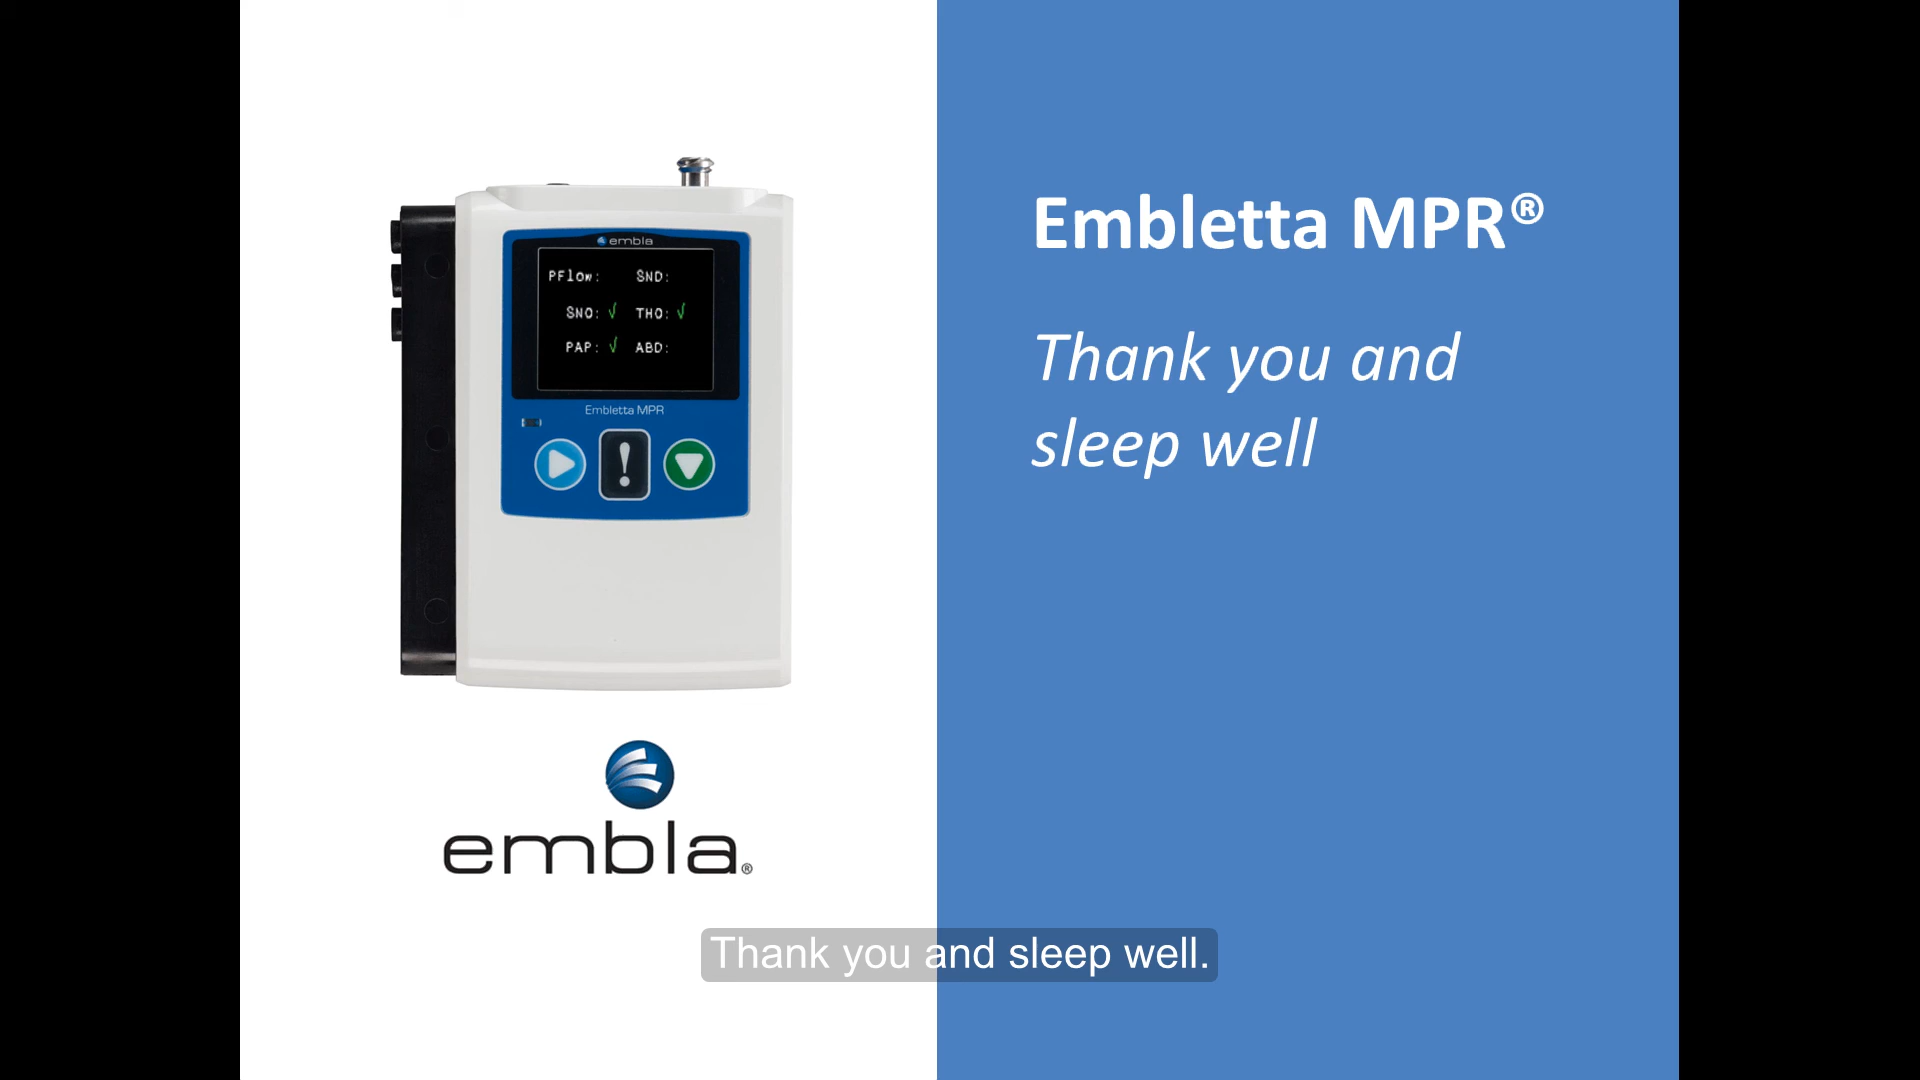 embla
PFlow: SND:
SNO: √ THO: √
PAP: √ ABD:
Embletta MPR
!
embla®
Embletta MPR®
Thank you and
sleep well
Thank you and sleep well.